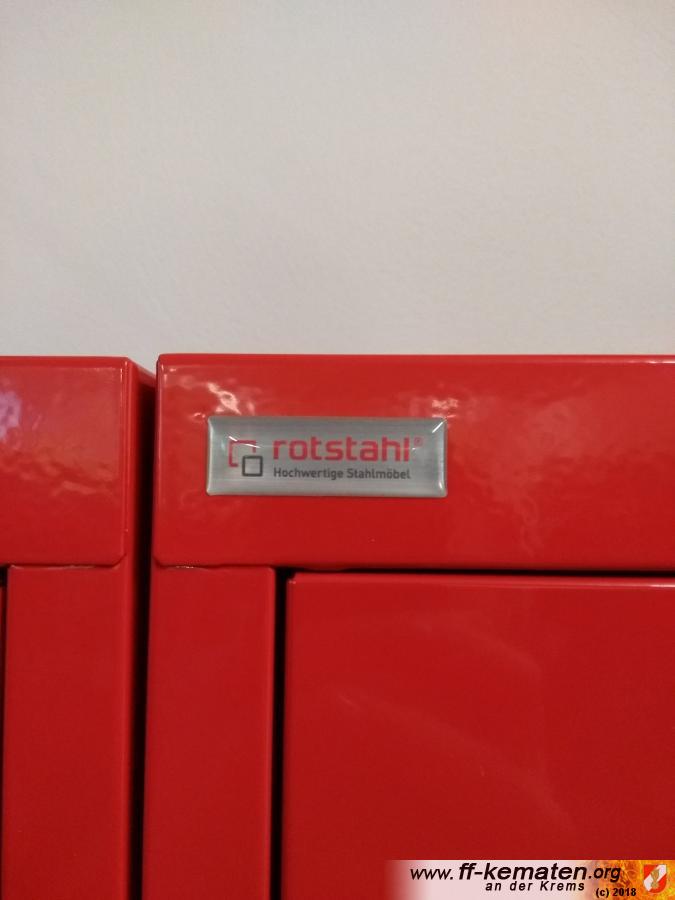 rotstahl®
Hochwertige Stahlmöbel
www.ff-kematen.org
an der Krems
(c) 2018